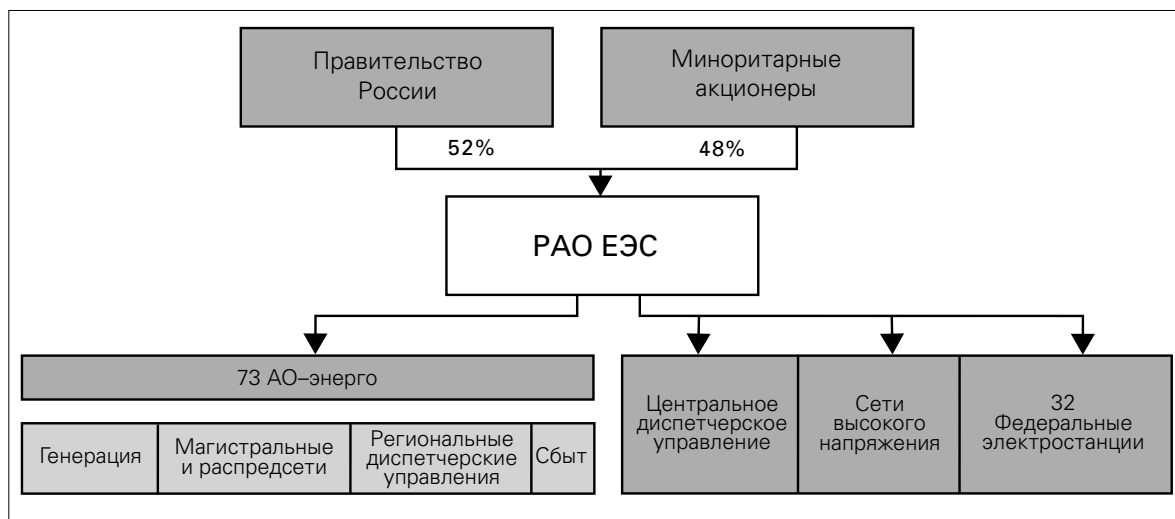 Правительство
России
Миноритарные
акционеры
52%
48%
РАО ЕЭС
73 АО–энерго
Генерация
Магистральные
и распредсети
Региональные
диспетчерские
управления
Сбыт
Центральное
диспетчерское
управление
Сети
высокого
напряжения
32
Федеральные
электростанции